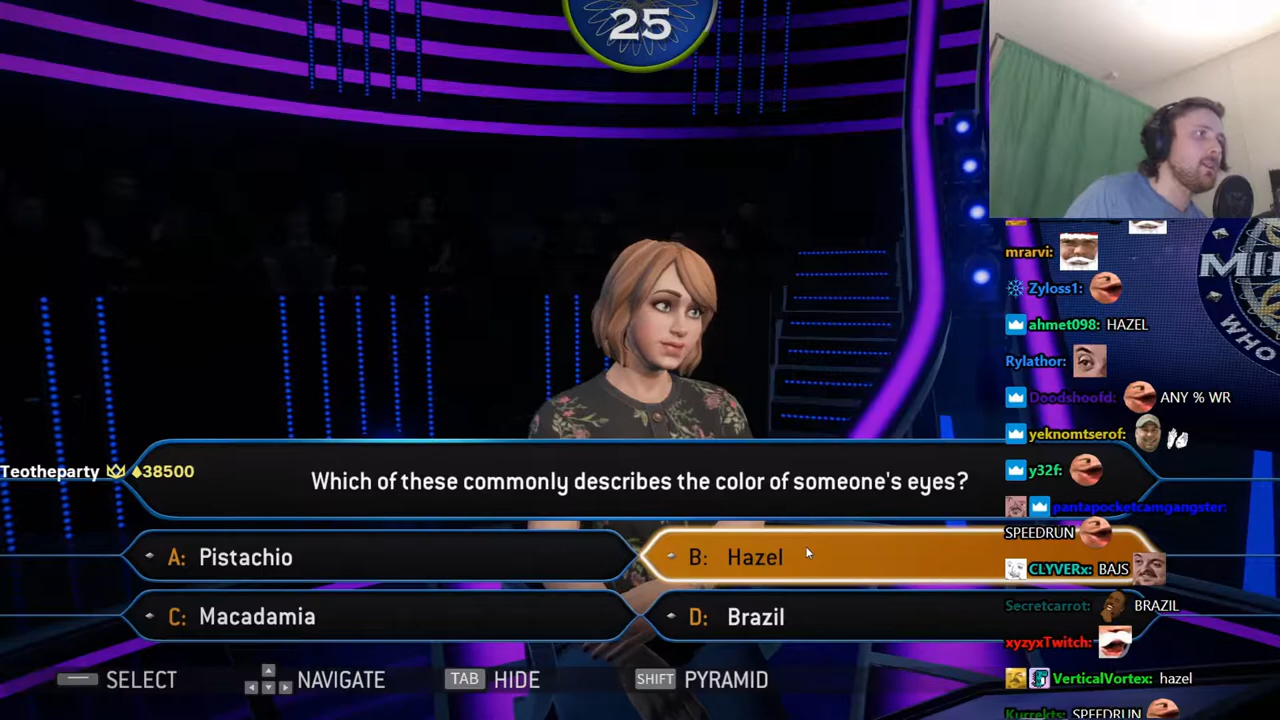 25
mrarvi:
Zyloss1:
ahmet098: HAZEL
Rylathor:
Doodshoofd: ANY % WR
yeknomtserof:
Teotheparty 38500
Which of these commonly describes the color of someone's eyes?
y32f:
pantapocketcamgangster:
SPEEDRUN
A: Pistachio
B: Hazel
CLYVERx: BAJS
C: Macadamia
D: Brazil
Secretcarrot: BRAZIL
xyzyxTwitch:
VerticalVortex: hazel
Kurrekts: SPEEDRUN
SELECT
NAVIGATE
TAB HIDE
SHIFT PYRAMID
WHO